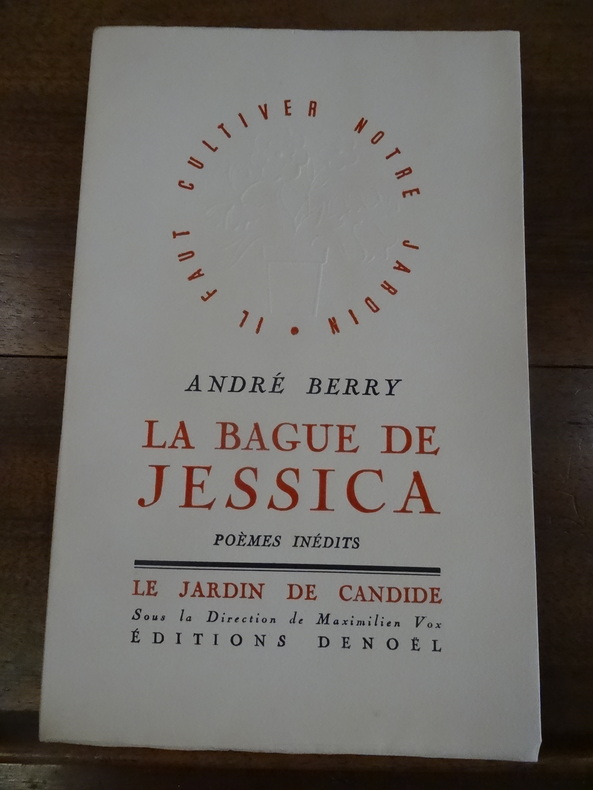 IL FAUT CULTIVER NOTRE JARDIN •
ANDRÉ BERRY
LA BAGUE DE
JESSICA
POÈMES INÉDITS
LE JARDIN DE CANDIDE
Sous la Direction de Maximilien Vox
ÉDITIONS DENOËL